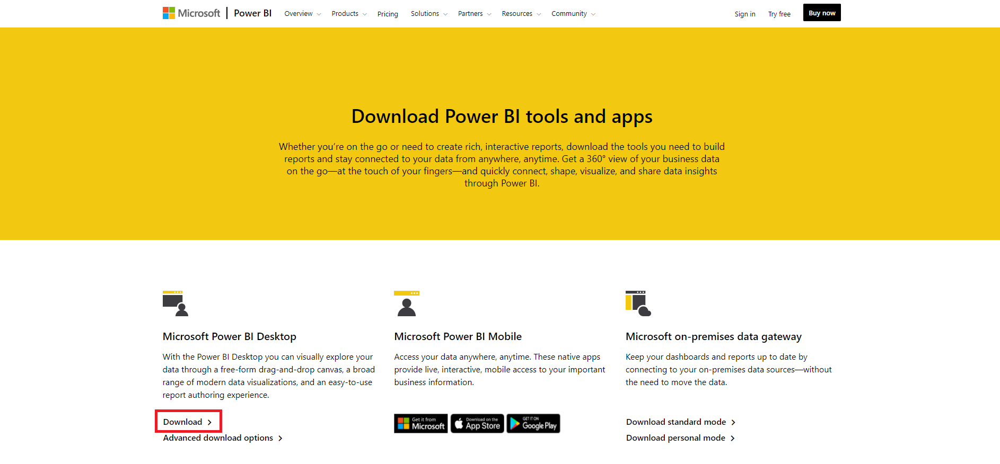 Microsoft | Power BI Overview Products Pricing Solutions Partners Resources Community Sign in Try free Buy now
Download Power BI tools and apps
Whether you're on the go or need to create rich, interactive reports, download the tools you need to build
reports and stay connected to your data from anywhere, anytime. Get a 360° view of your business data
on the go—at the touch of your fingers—and quickly connect, shape, visualize, and share data insights
through Power BI.
Microsoft Power BI Desktop
With the Power BI Desktop you can visually explore your
data through a free-form drag-and-drop canvas, a broad
range of modern data visualizations, and an easy-to-use
report authoring experience.
Download
Advanced download options
Microsoft Power BI Mobile
Access your data anywhere, anytime. These native apps
provide live, interactive, mobile access to your important
business information.
Get it from
Microsoft
Download on the
App Store
GET IT ON
Google Play
Microsoft on-premises data gateway
Keep your dashboards and reports up to date by
connecting to your on-premises data sources—without
the need to move the data.
Download standard mode
Download personal mode